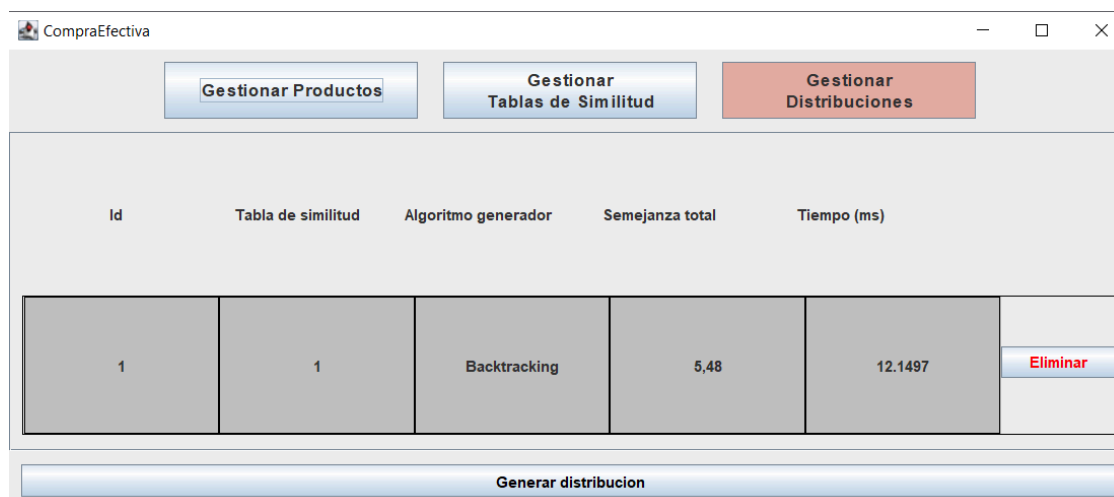 CompraEfectiva
Gestionar Productos
Gestionar
Tablas de Similitud
Gestionar
Distribuciones
Id Tabla de similitud Algoritmo generador Semejanza total Tiempo (ms)
1 1 Backtracking 5,48 12.1497 Eliminar
Generar distribucion